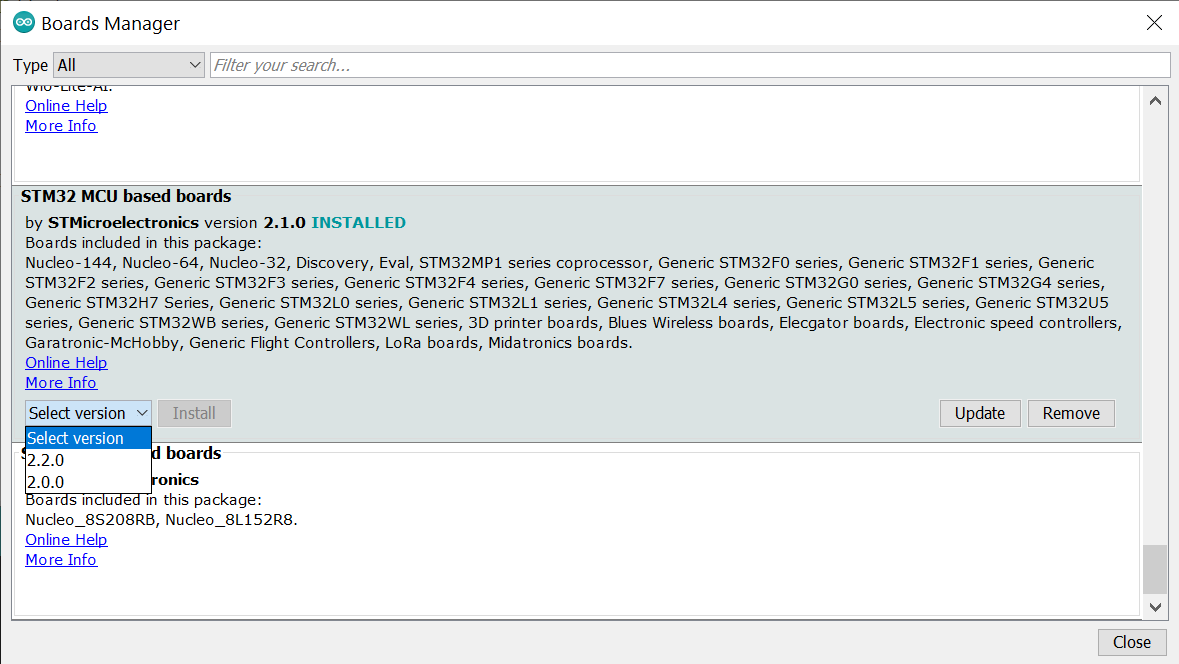 Boards Manager
Type All Filter your search...
Wio-Lite-AI.
Online Help
More Info
STM32 MCU based boards
by STMicroelectronics version 2.1.0 INSTALLED
Boards included in this package:
Nucleo-144, Nucleo-64, Nucleo-32, Discovery, Eval, STM32MP1 series coprocessor, Generic STM32F0 series, Generic STM32F1 series, Generic
STM32F2 series, Generic STM32F3 series, Generic STM32F4 series, Generic STM32F7 series, Generic STM32G0 series, Generic STM32G4 series,
Generic STM32H7 Series, Generic STM32L0 series, Generic STM32L1 series, Generic STM32L4 series, Generic STM32L5 series, Generic STM32U5
series, Generic STM32WB series, Generic STM32WL series, 3D printer boards, Blues Wireless boards, Elecgator boards, Electronic speed controllers,
Garatronic-McHobby, Generic Flight Controllers, LoRa boards, Midatronics boards.
Online Help
More Info
Select version Install Update Remove
Select version
2.2.0
2.0.0
d boards
ronics
Boards included in this package:
Nucleo_8S208RB, Nucleo_8L152R8.
Online Help
More Info
Close